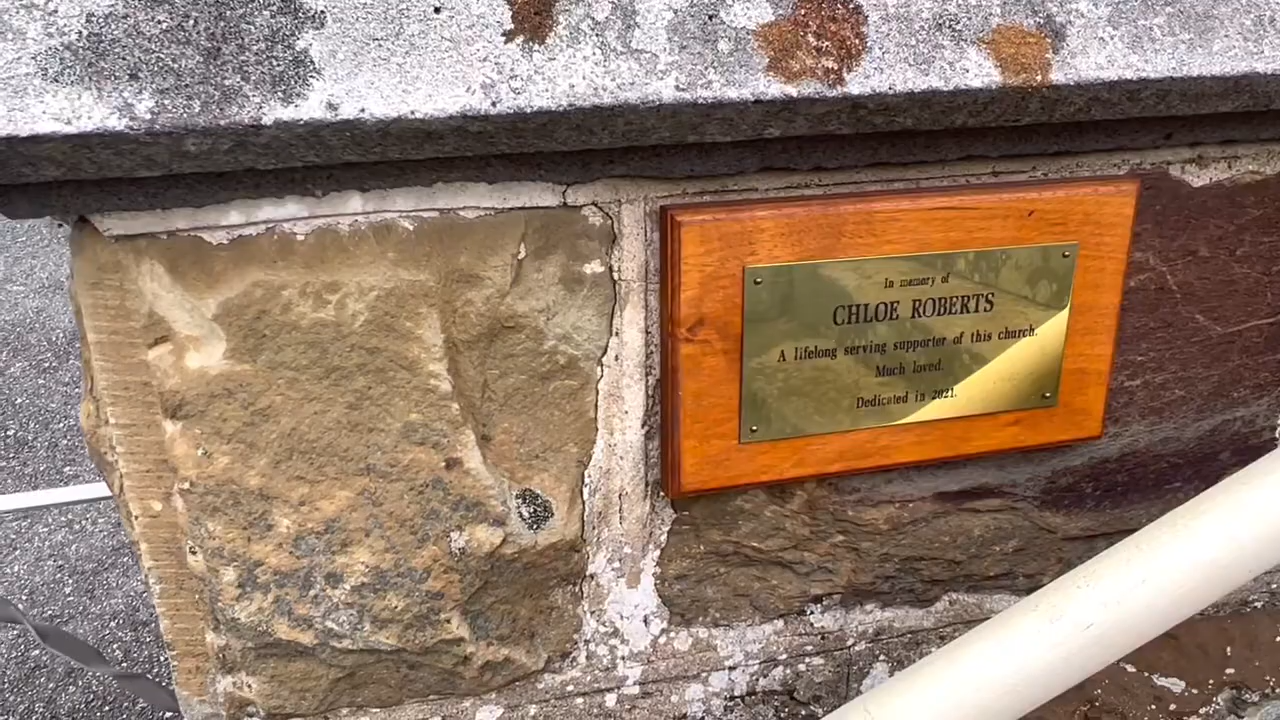 In memory of
CHLOE ROBERTS
A lifelong serving supporter of this church.
Much loved.
Dedicated in 2021.